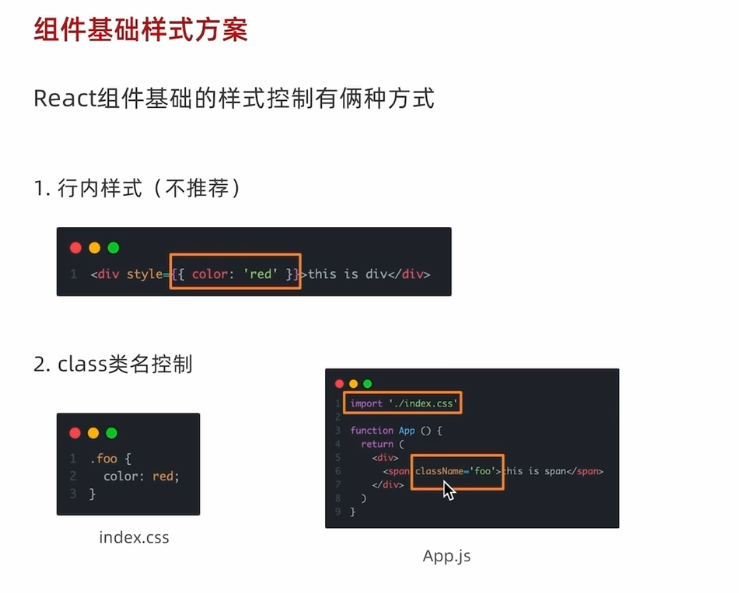 组件基础样式方案
React组件基础的样式控制有俩种方式
1. 行内样式（不推荐）
1 <div style={{ color: 'red' }}>this is div</div>
2. class类名控制
1 .foo {
2 color: red;
3 }
index.css
1 import './index.css'
2
3 function App () {
4 return (
5 <div>
6 <span className='foo'>this is span</span>
7 </div>
8 )
9 }
App.js